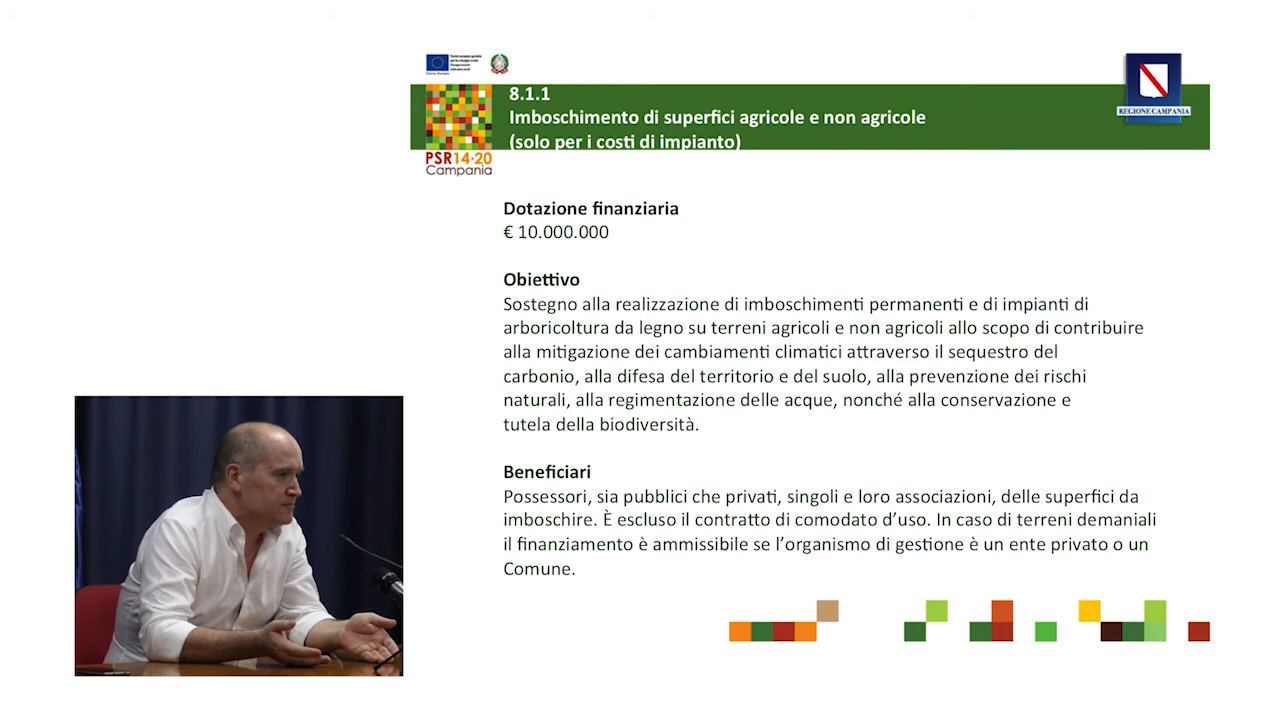 8.1.1
Imboschimento di superfici agricole e non agricole
(solo per i costi di impianto)
REGIONE CAMPANIA
PSR14·20
Campania
Dotazione finanziaria
€ 10.000.000
Obiettivo
Sostegno alla realizzazione di imboschimenti permanenti e di impianti di
arboricoltura da legno su terreni agricoli e non agricoli allo scopo di contribuire
alla mitigazione dei cambiamenti climatici attraverso il sequestro del
carbonio, alla difesa del territorio e del suolo, alla prevenzione dei rischi
naturali, alla regimentazione delle acque, nonché alla conservazione e
tutela della biodiversità.
Beneficiari
Possessori, sia pubblici che privati, singoli e loro associazioni, delle superfici da
imboschire. È escluso il contratto di comodato d’uso. In caso di terreni demaniali
il finanziamento è ammissibile se l’organismo di gestione è un ente privato o un
Comune.